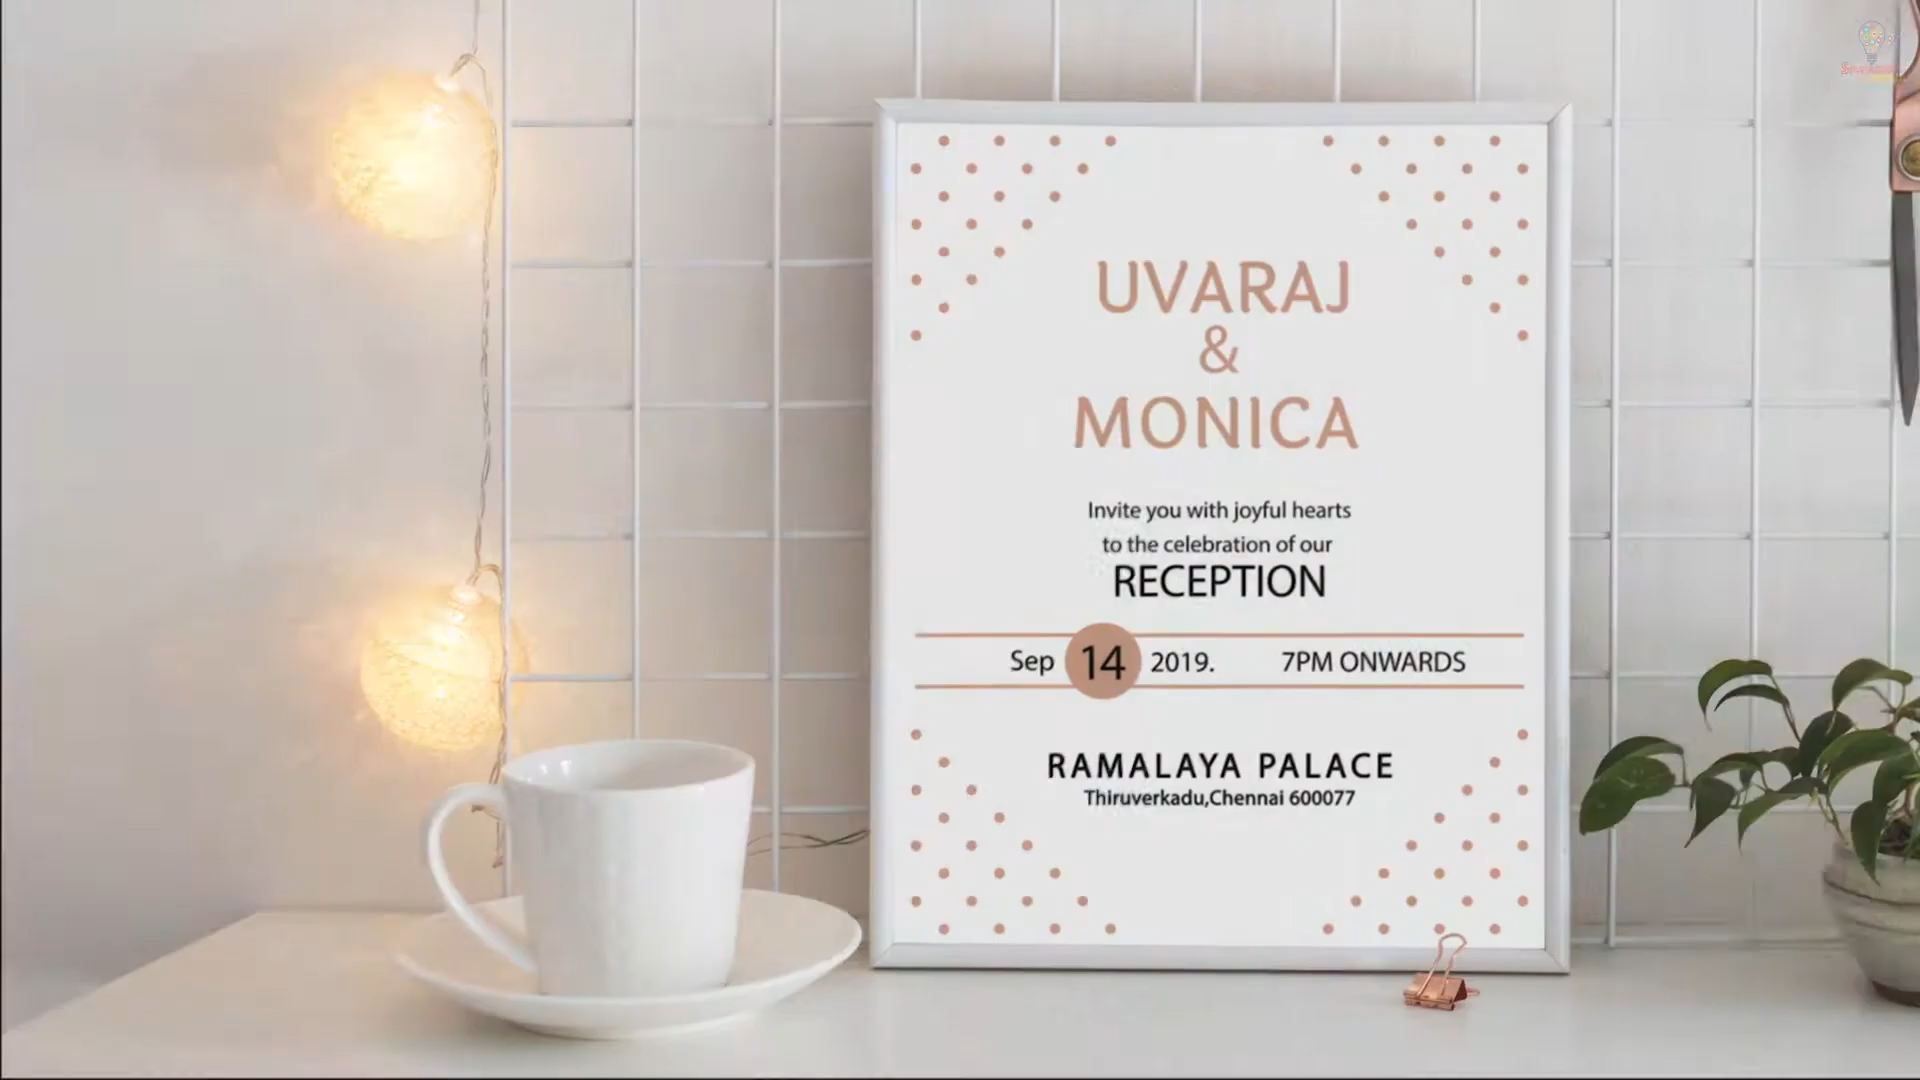 UVARAJ
&
MONICA
Invite you with joyful hearts
to the celebration of our
RECEPTION
Sep 14 2019. 7PM ONWARDS
RAMALAYA PALACE
Thiruverkadu,Chennai 600077